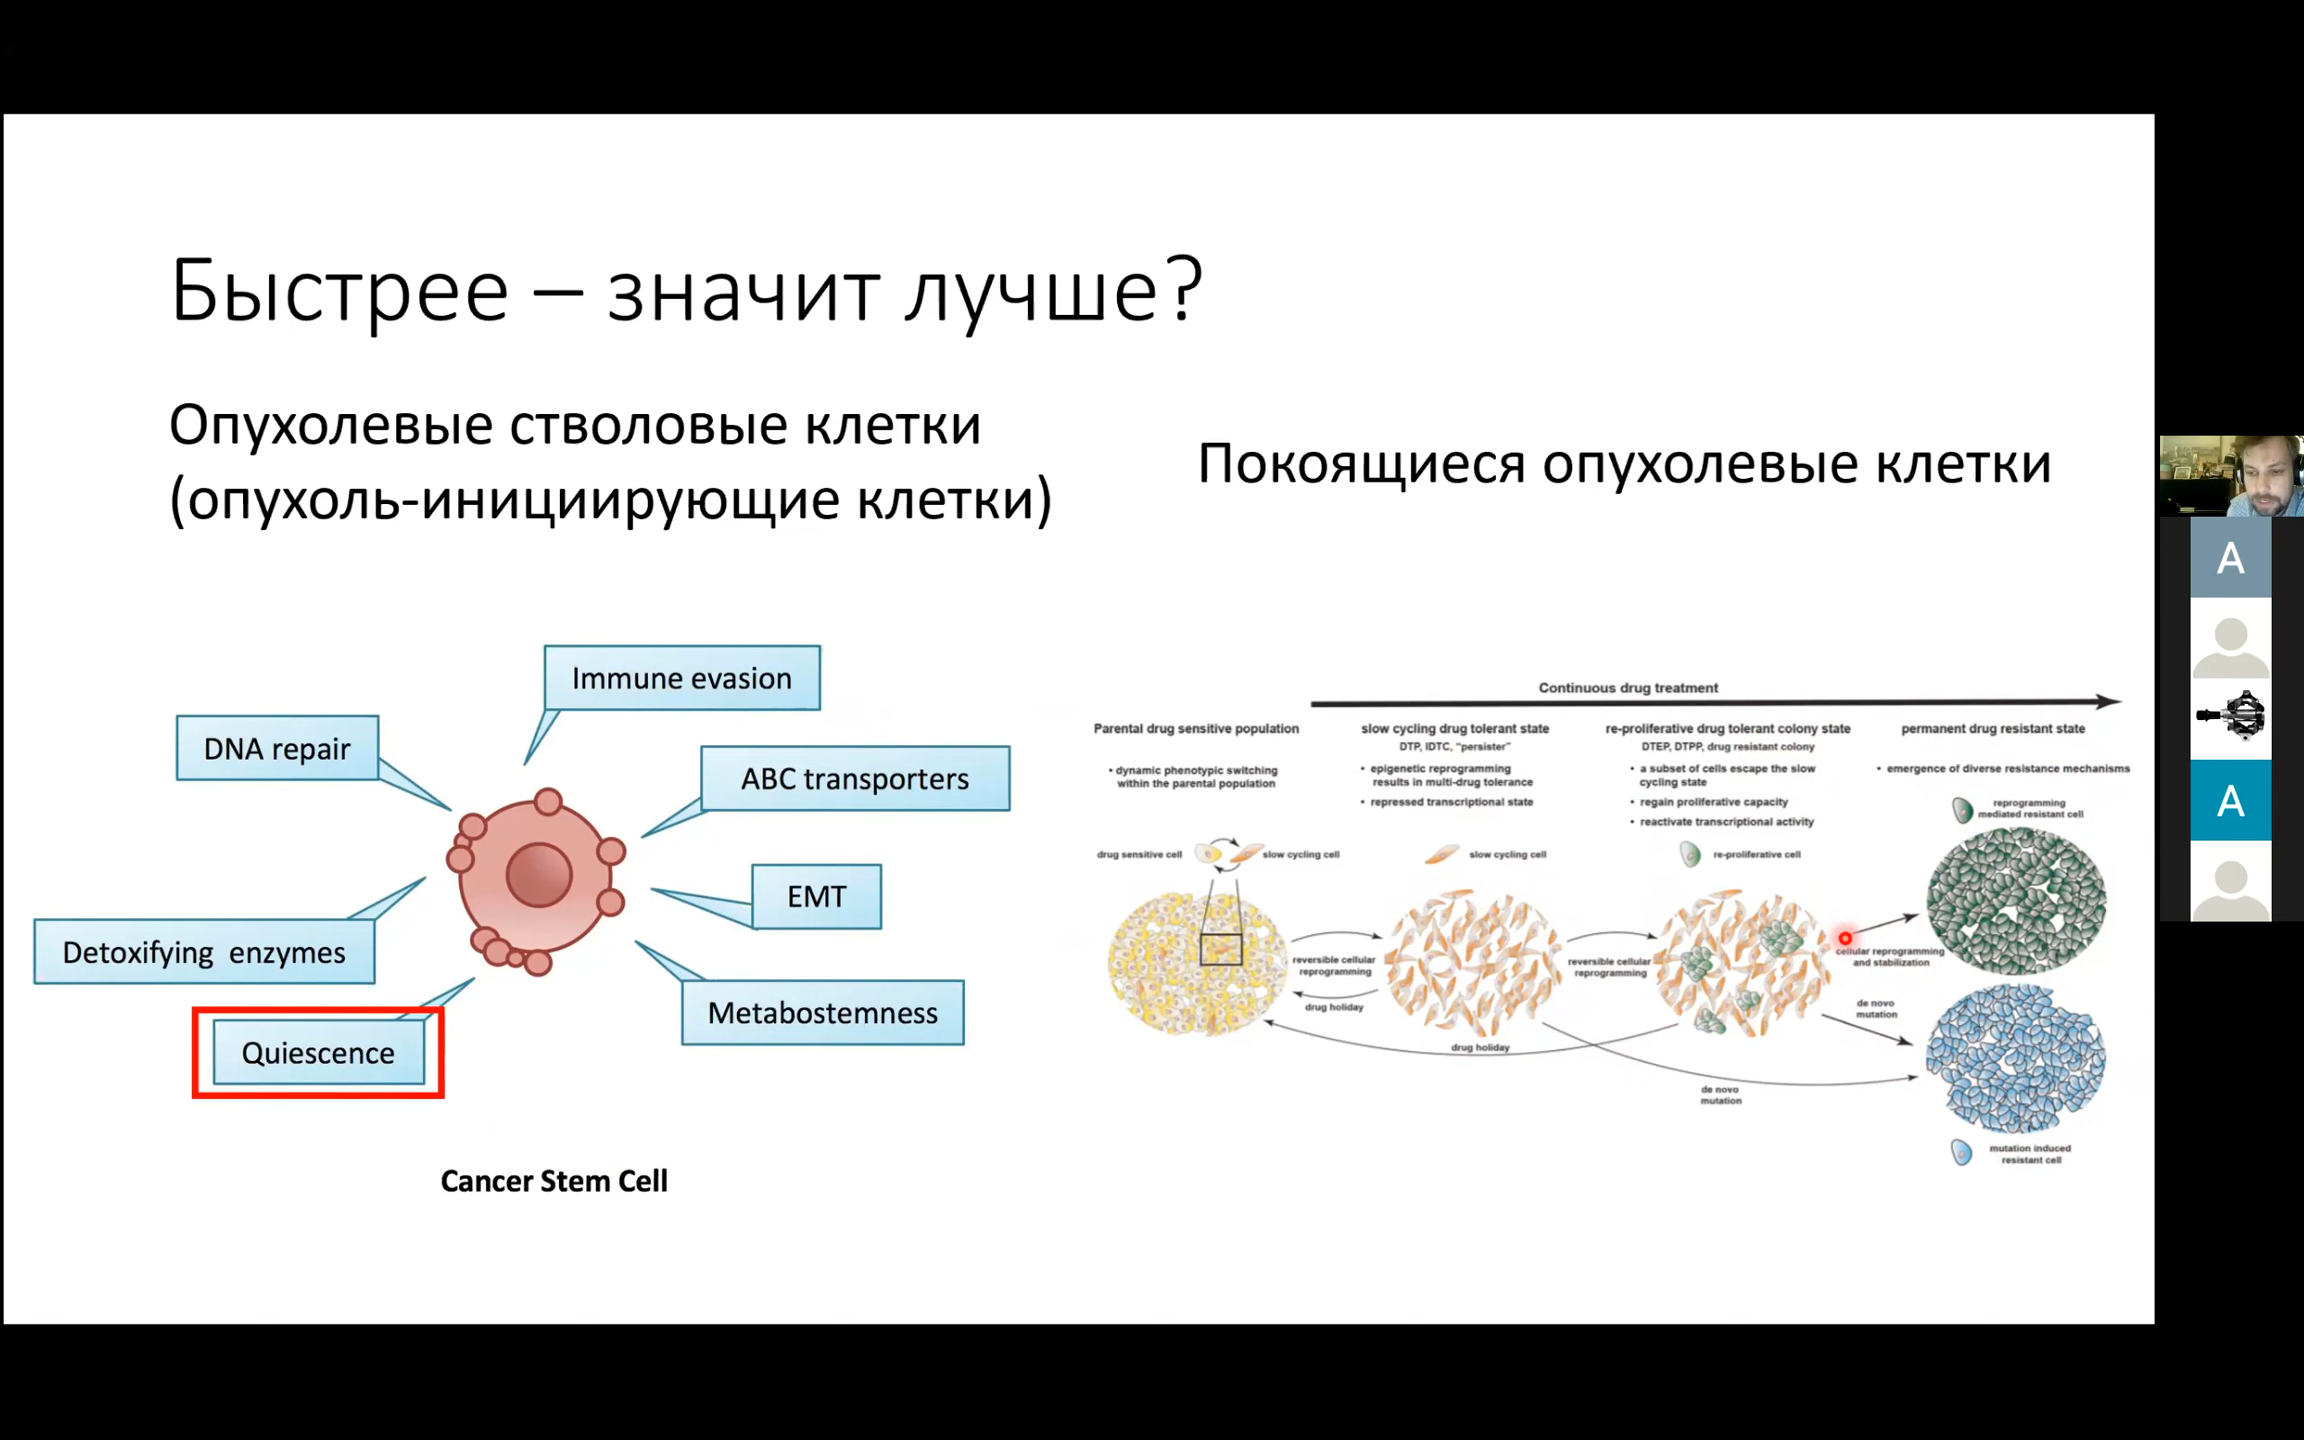 Быстрее – значит лучше?
Опухолевые стволовые клетки
(опухоль-инициирующие клетки)
Immune evasion
DNA repair
ABC transporters
EMT
Detoxifying enzymes
Metabostemness
Quiescence
Cancer Stem Cell
Покоящиеся опухолевые клетки
Continuous drug treatment
Parental drug sensitive population
• dynamic phenotypic switching
within the parental population
drug sensitive cell
slow cycling cell
slow cycling drug tolerant state
DTP, IDTC, "persister"
• epigenetic reprogramming
results in multi-drug tolerance
• repressed transcriptional state
slow cycling cell
re-proliferative drug tolerant colony state
DTEP, DTPP, drug resistant colony
• a subset of cells escape the slow
cycling state
• regain proliferative capacity
• reactivate transcriptional activity
re-proliferative cell
permanent drug resistant state
• emergence of diverse resistance mechanisms
reprogramming
mediated resistant cell
reversible cellular
reprogramming
drug holiday
reversible cellular
reprogramming
drug holiday
cellular reprogramming
and stabilization
de novo
mutation
de novo
mutation
mutation induced
resistant cell
A
A